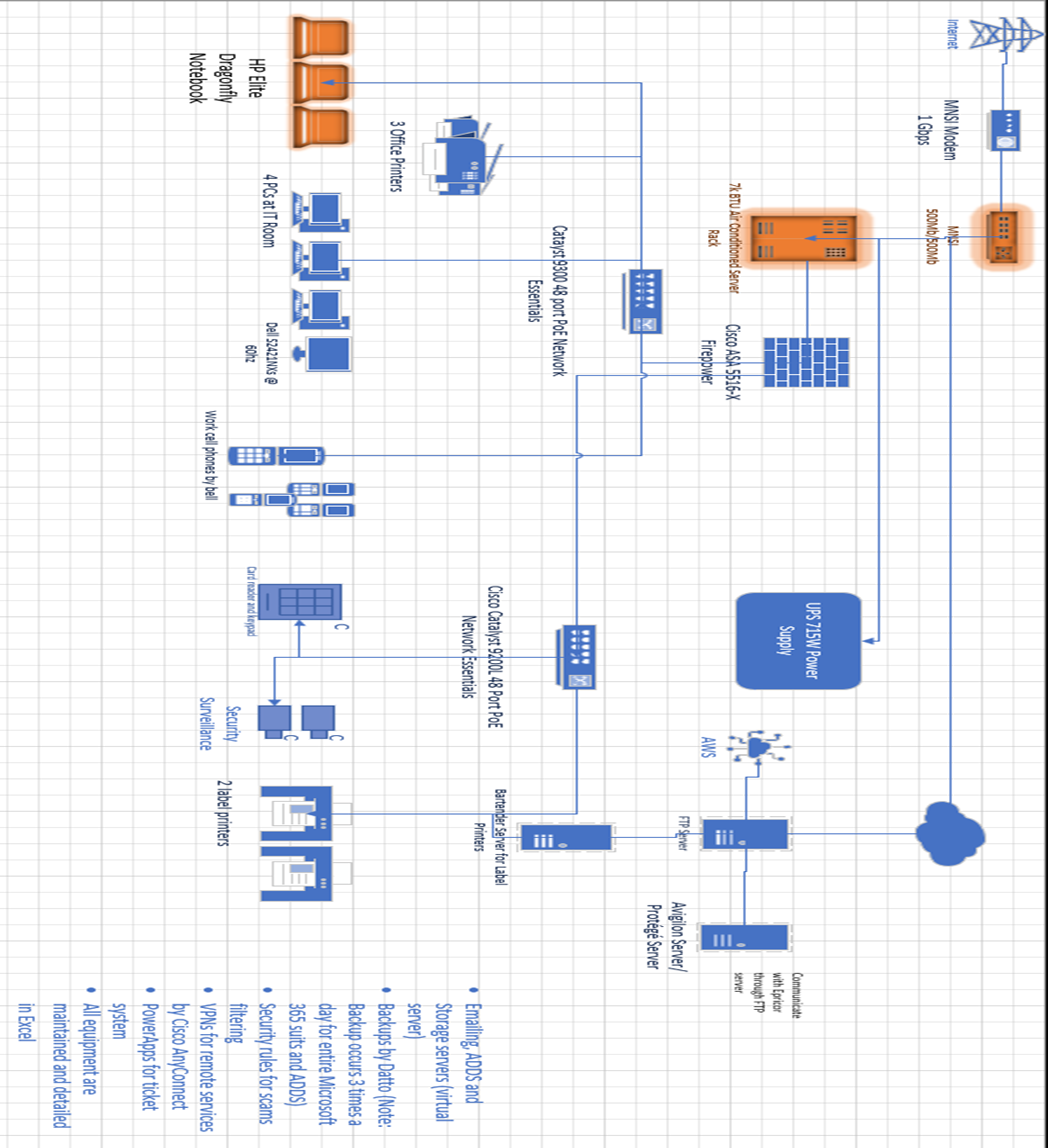 Internet
MNSI Modem
1 Gbps
MNSI
500Mb/500Mb
7k BTU Air Conditioned Server
Rack
Cisco ASA 5516-X
Firepower
UPS 715W Power
Supply
AWS
FTP Server
Avigilon Server/
Protégé Server
Communicate
with Epricor
through FTP
server
Catalyst 9300 48 port PoE Network
Essentials
Cisco Catalyst 9200L 48 Port PoE
Network Essentials
Bartender Server for Label
Printers
3 Office Printers
HP Elite
Dragonfly
Notebook
4 PCs at IT Room
Dell S2421NXs @
60hz
Work cell phones by bell
Card reader and keypad
C
Security
Surveillance
C
C
2 label printers
• Emailing, ADDS and
Storage servers (virtual
server)
• Backups by Datto (Note:
Backup occurs 3 times a
day for entire Microsoft
365 suits and ADDS)
• Security rules for scams
filtering
• VPNs for remote services
by Cisco AnyConnect
• PowerApps for ticket
system
• All equipment are
maintained and detailed
in Excel